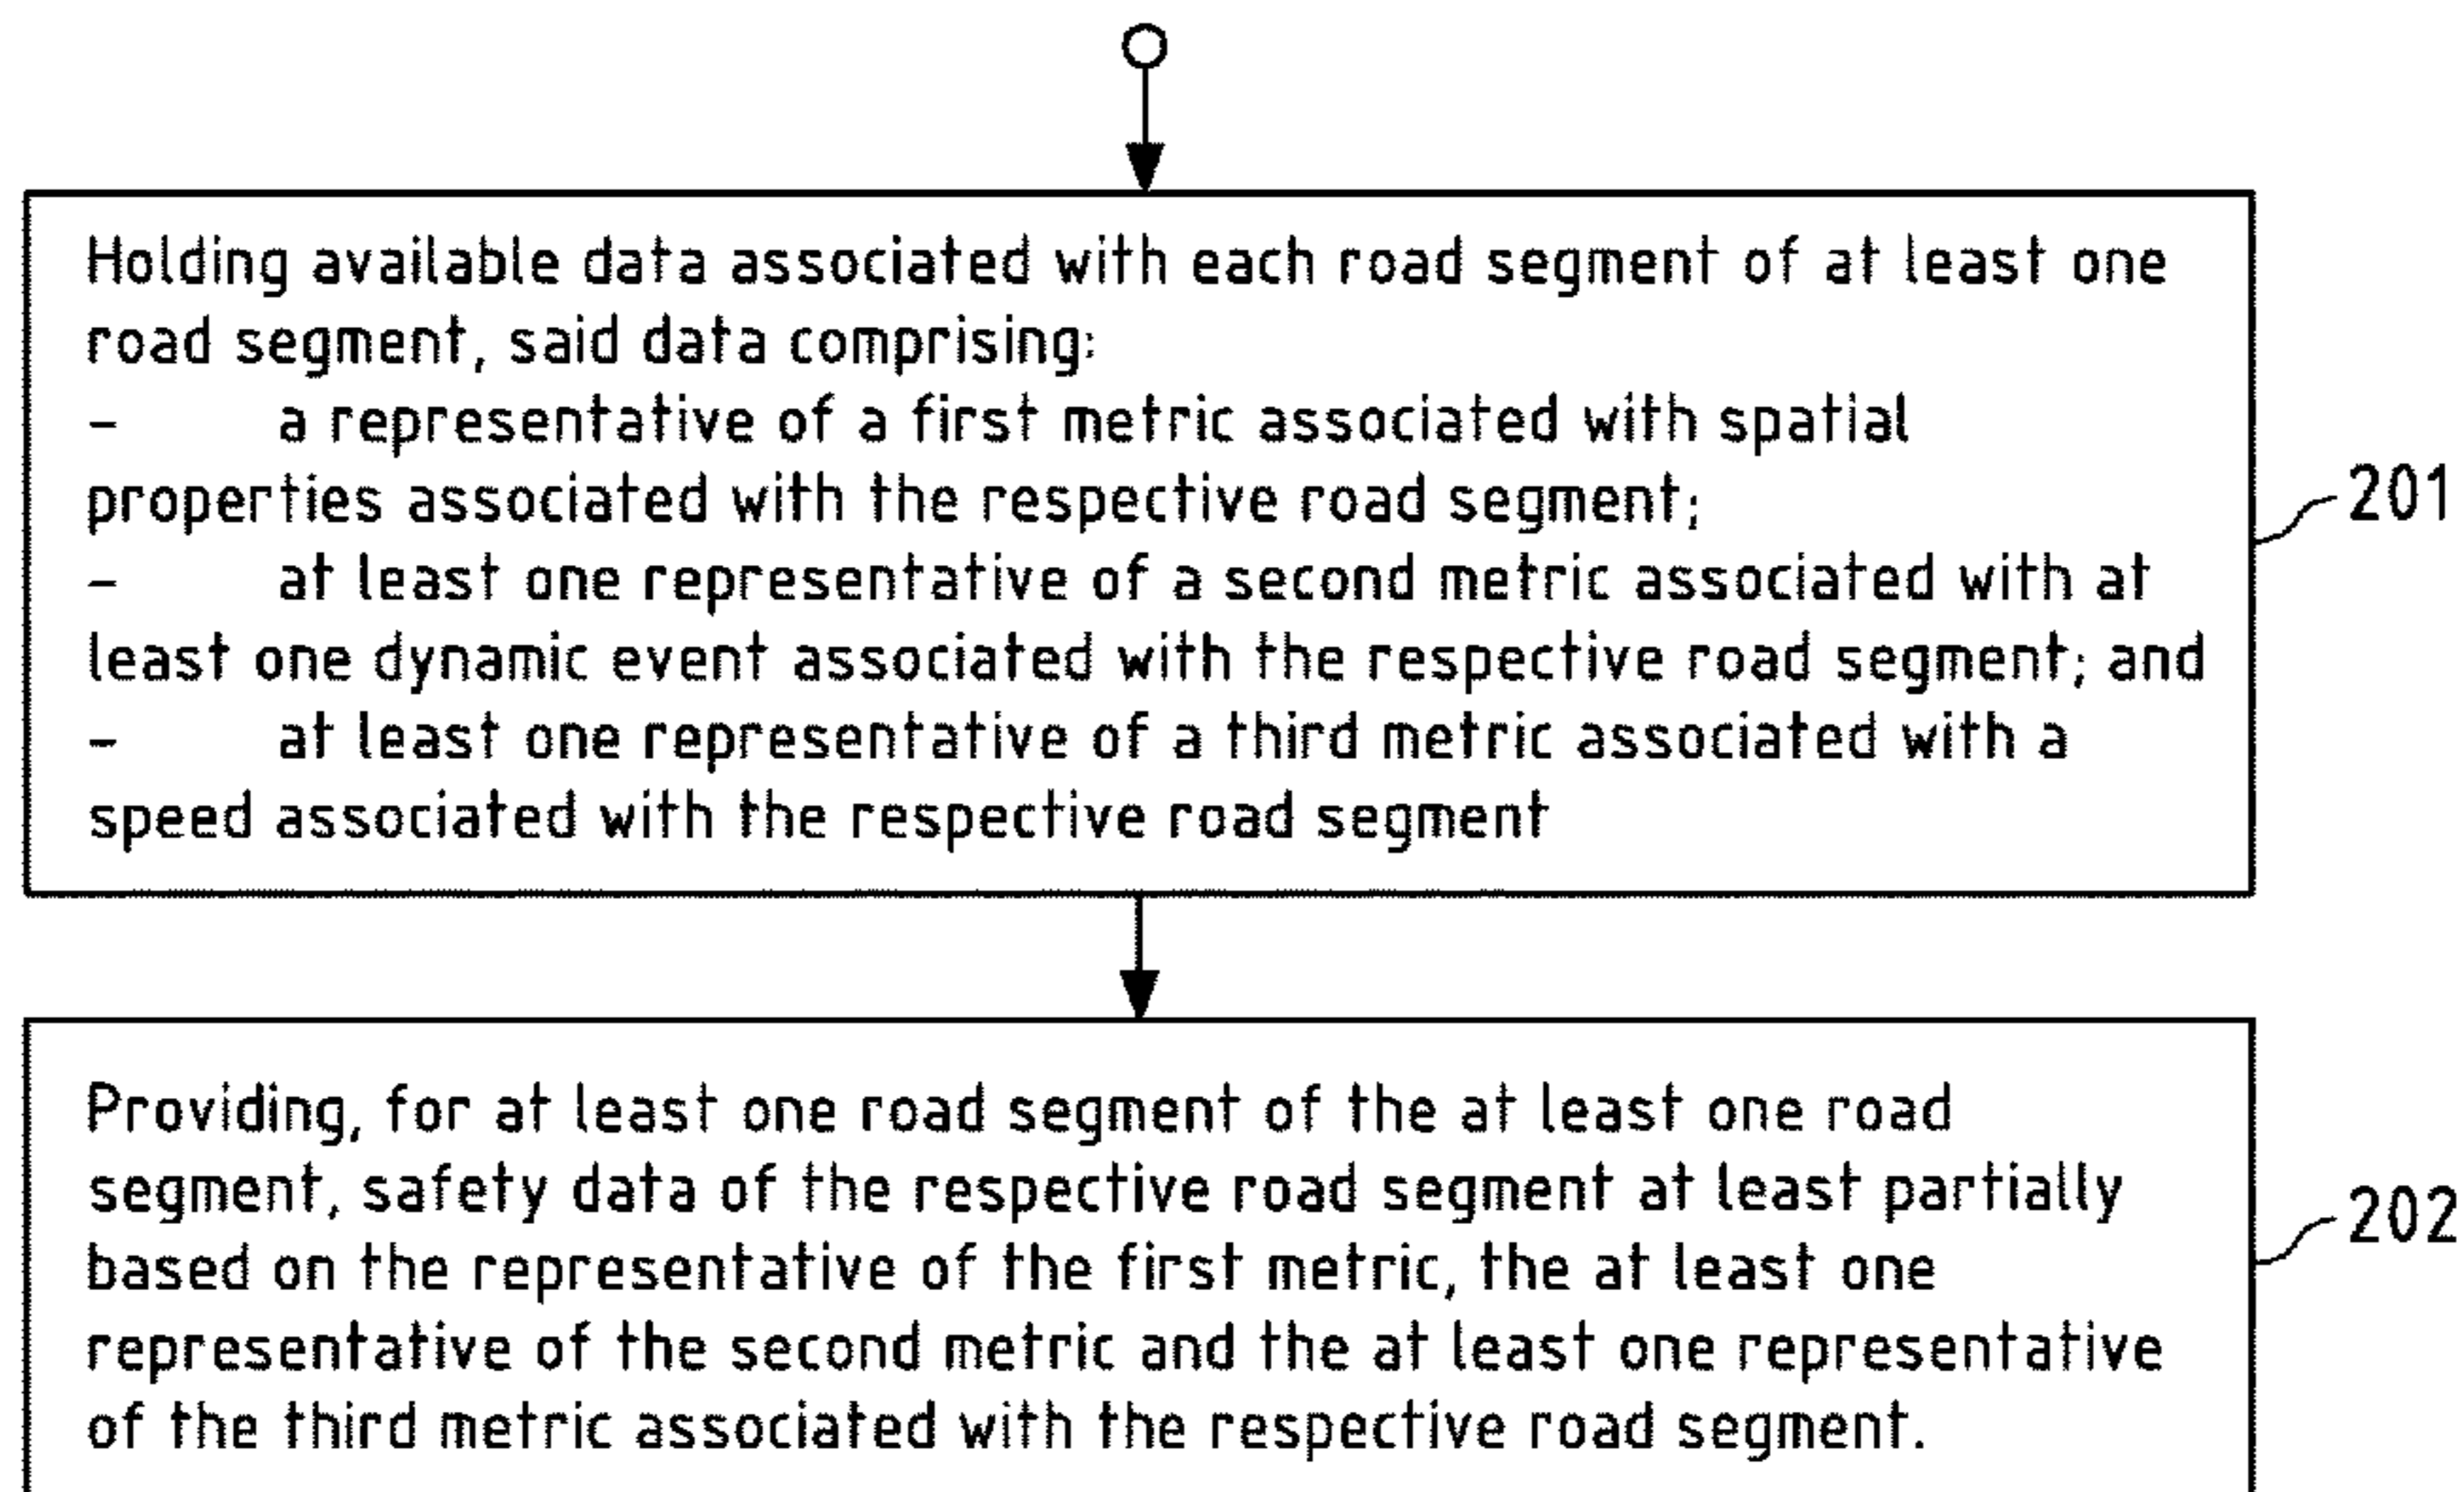 Holding available data associated with each road segment of at least one
road segment, said data comprising:
- a representative of a first metric associated with spatial
properties associated with the respective road segment;
- at least one representative of a second metric associated with at
least one dynamic event associated with the respective road segment; and
- at least one representative of a third metric associated with a
speed associated with the respective road segment
201
Providing, for at least one road segment of the at least one road
segment, safety data of the respective road segment at least partially
based on the representative of the first metric, the at least one
representative of the second metric and the at least one representative
of the third metric associated with the respective road segment.
202